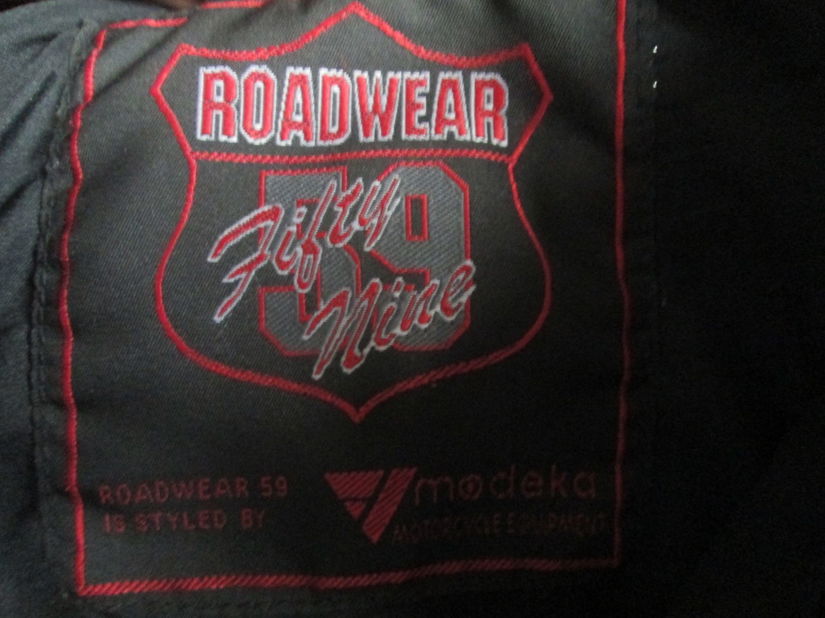 ROADWEAR
59
Fifty
Nine
ROADWEAR 59
IS STYLED BY
modeka
MOTORCYCLE EQUIPMENT